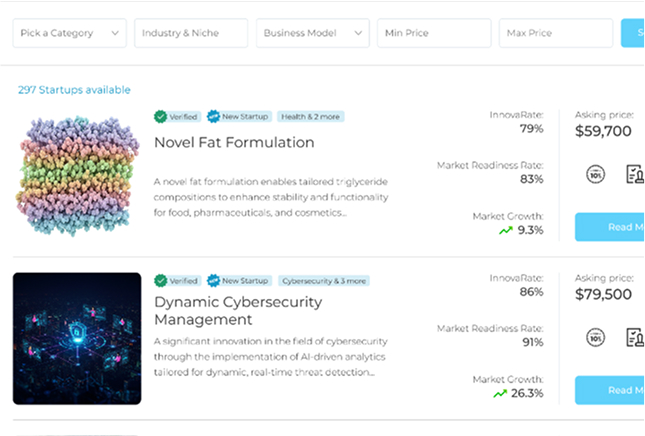 Pick a Category
Industry & Niche
Business Model
Min Price
Max Price
297 Startups available
Verified
New Startup
Health & 2 more
Novel Fat Formulation
A novel fat formulation enables tailored triglyceride
compositions to enhance stability and functionality
for food, pharmaceuticals, and cosmetics...
InnovaRate:
79%
Market Readiness Rate:
83%
Market Growth:
9.3%
Asking price:
$59,700
10%
Read M
Verified
New Startup
Cybersecurity & 3 more
Dynamic Cybersecurity
Management
A significant innovation in the field of cybersecurity
through the implementation of AI-driven analytics
tailored for dynamic, real-time threat detection...
InnovaRate:
86%
Market Readiness Rate:
91%
Market Growth:
26.3%
Asking price:
$79,500
10%
Read M